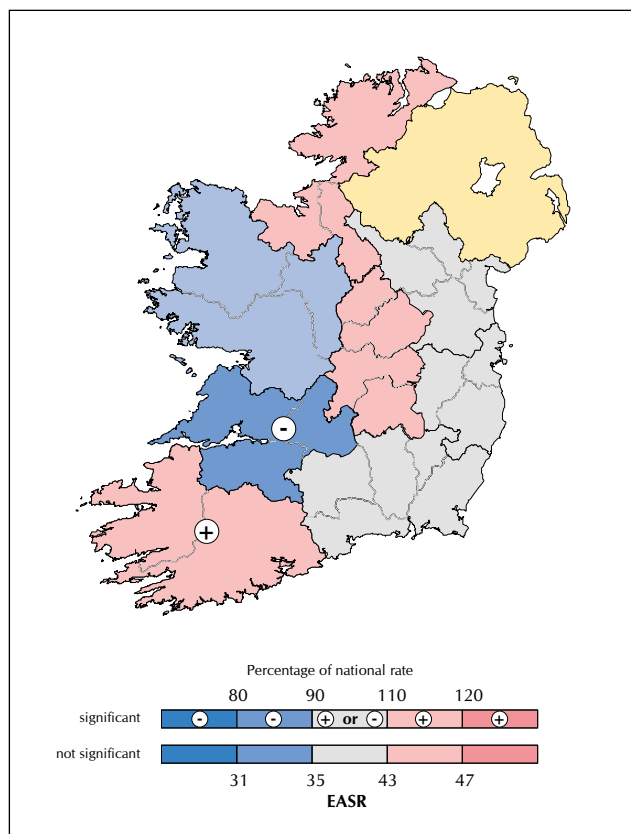 -
+
Percentage of national rate
80 90 110 120
significant - - + or - + +
not significant
31 35 43 47
EASR